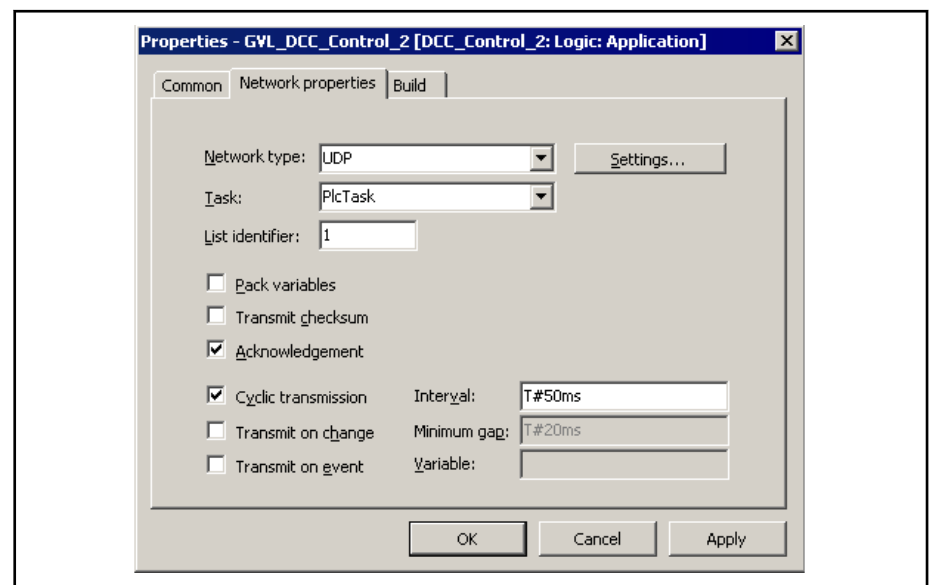 Properties - GVL_DCC_Control_2 [DCC_Control_2: Logic: Application]
Common Network properties Build
Network type: UDP Settings...
Task: PlcTask
List identifier: 1
Pack variables
Transmit checksum
Acknowledgement
Cyclic transmission Interval: T#50ms
Transmit on change Minimum gap: T#20ms
Transmit on event Variable:
OK Cancel Apply